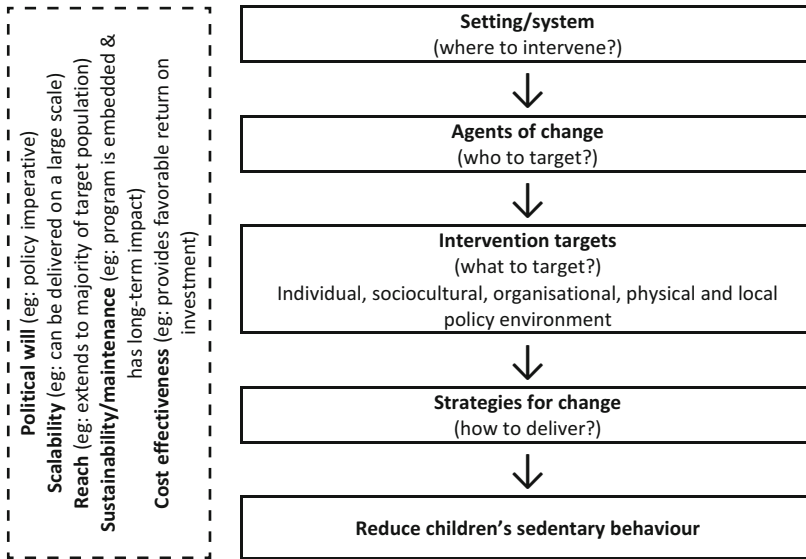 Political will (eg: policy imperative)
Scalability (eg: can be delivered on a large scale)
Reach (eg: extends to majority of target population)
Sustainability/maintenance (eg: program is embedded &
has long-term impact)
Cost effectiveness (eg: provides favorable return on
investment)
Setting/system
(where to intervene?)
Agents of change
(who to target?)
Intervention targets
(what to target?)
Individual, sociocultural, organisational, physical and local
policy environment
Strategies for change
(how to deliver?)
Reduce children's sedentary behaviour